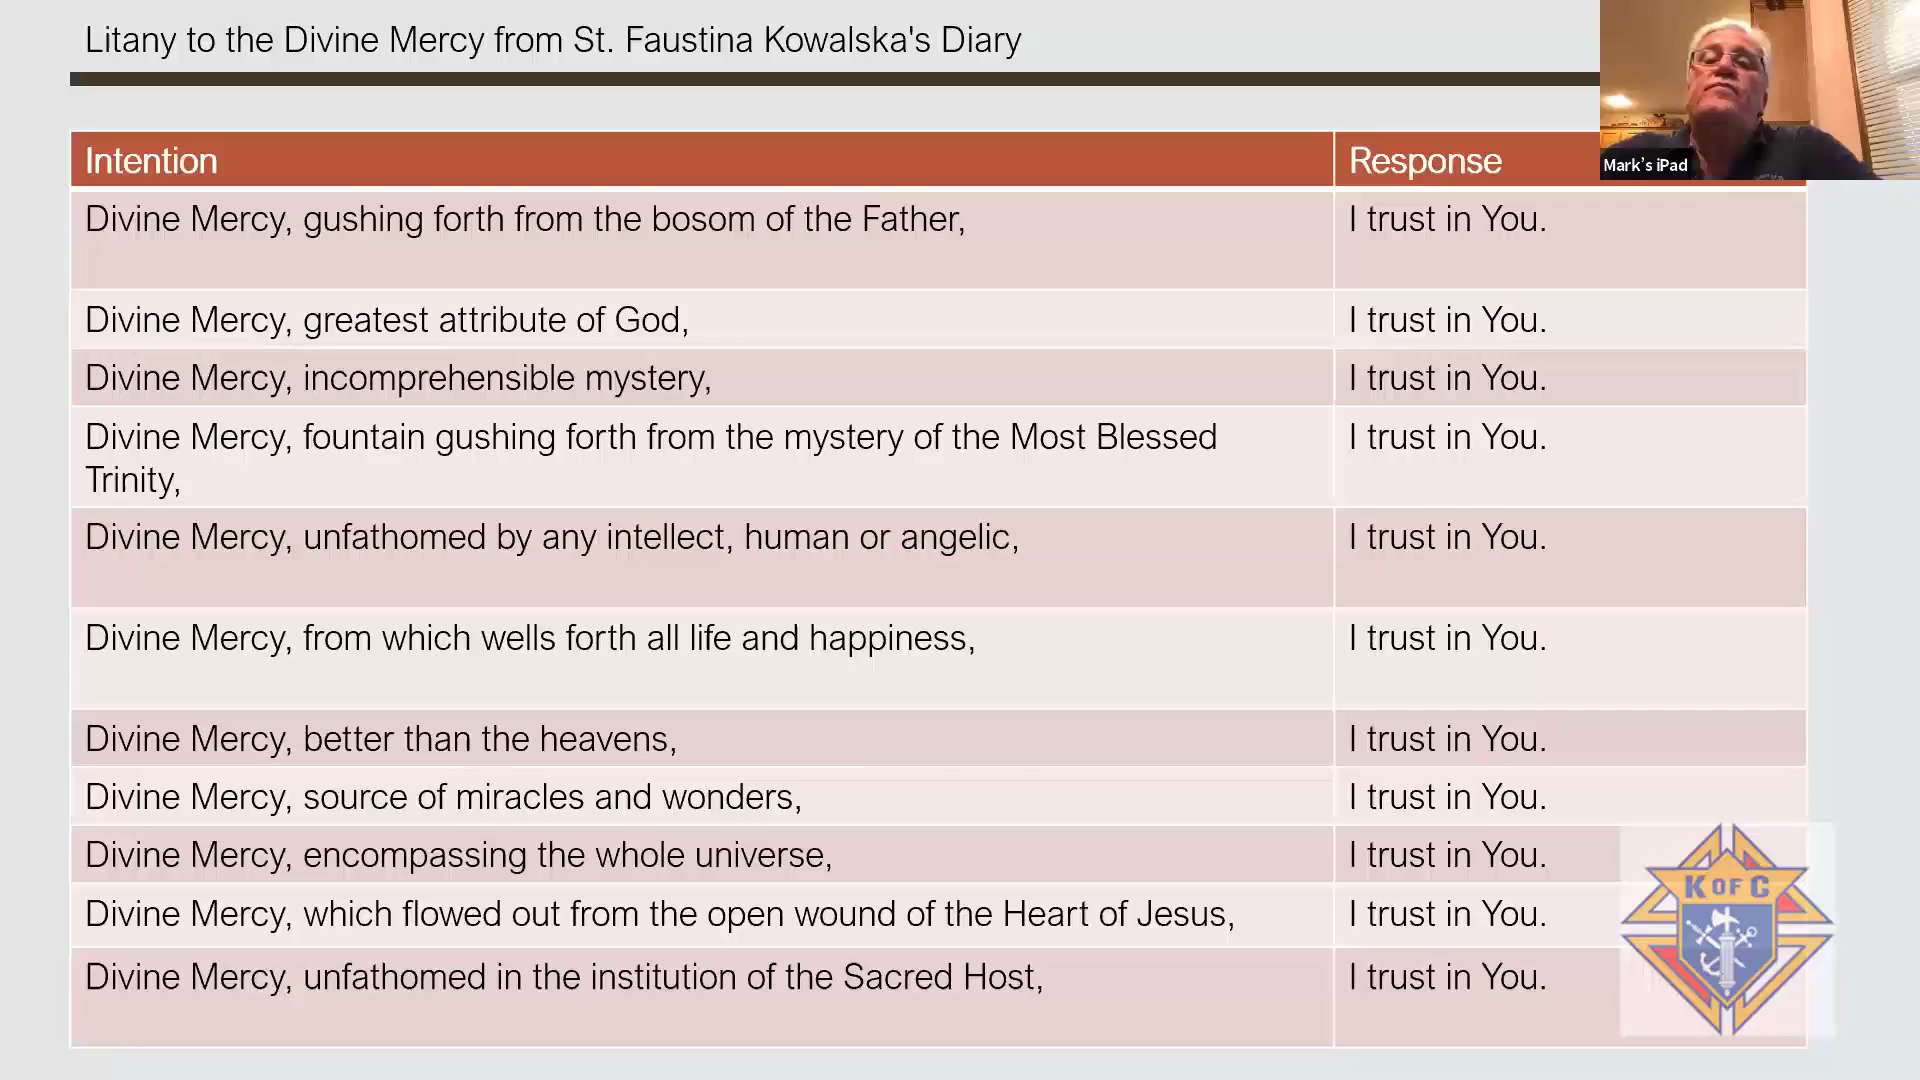 Litany to the Divine Mercy from St. Faustina Kowalska's Diary
Mark's iPad
Intention Response
Divine Mercy, gushing forth from the bosom of the Father, I trust in You.
Divine Mercy, greatest attribute of God, I trust in You.
Divine Mercy, incomprehensible mystery, I trust in You.
Divine Mercy, fountain gushing forth from the mystery of the Most Blessed I trust in You.
Trinity,
Divine Mercy, unfathomed by any intellect, human or angelic, I trust in You.
Divine Mercy, from which wells forth all life and happiness, I trust in You.
Divine Mercy, better than the heavens, I trust in You.
Divine Mercy, source of miracles and wonders, I trust in You.
Divine Mercy, encompassing the whole universe, I trust in You.
K OF C
Divine Mercy, which flowed out from the open wound of the Heart of Jesus, I trust in You.
Divine Mercy, unfathomed in the institution of the Sacred Host, I trust in You.